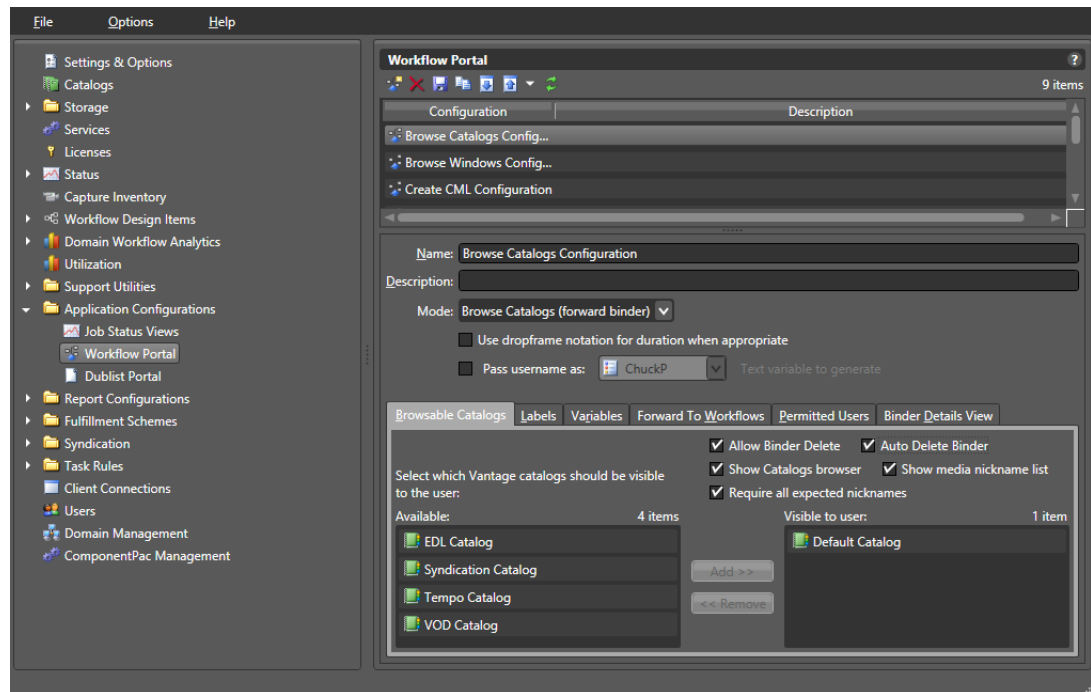 File Options Help
Settings & Options
Catalogs
Storage
Services
Licenses
Status
Capture Inventory
Workflow Design Items
Domain Workflow Analytics
Utilization
Support Utilities
Application Configurations
Job Status Views
Workflow Portal
Dublist Portal
Report Configurations
Fulfillment Schemes
Syndication
Task Rules
Client Connections
Users
Domain Management
ComponentPac Management
Workflow Portal ?
9 items
Configuration Description
Browse Catalogs Config...
Browse Windows Config...
Create CML Configuration
Name: Browse Catalogs Configuration
Description:
Mode: Browse Catalogs (forward binder)
Use dropframe notation for duration when appropriate
Pass username as: ChuckP Text variable to generate
Browsable Catalogs Labels Variables Forward To Workflows Permitted Users Binder Details View
Allow Binder Delete Auto Delete Binder
Show Catalogs browser Show media nickname list
Require all expected nicknames
Select which Vantage catalogs should be visible
to the user:
Available: 4 items
EDL Catalog
Syndication Catalog
Tempo Catalog
VOD Catalog
Add >>
<< Remove
Visible to user: 1 item
Default Catalog